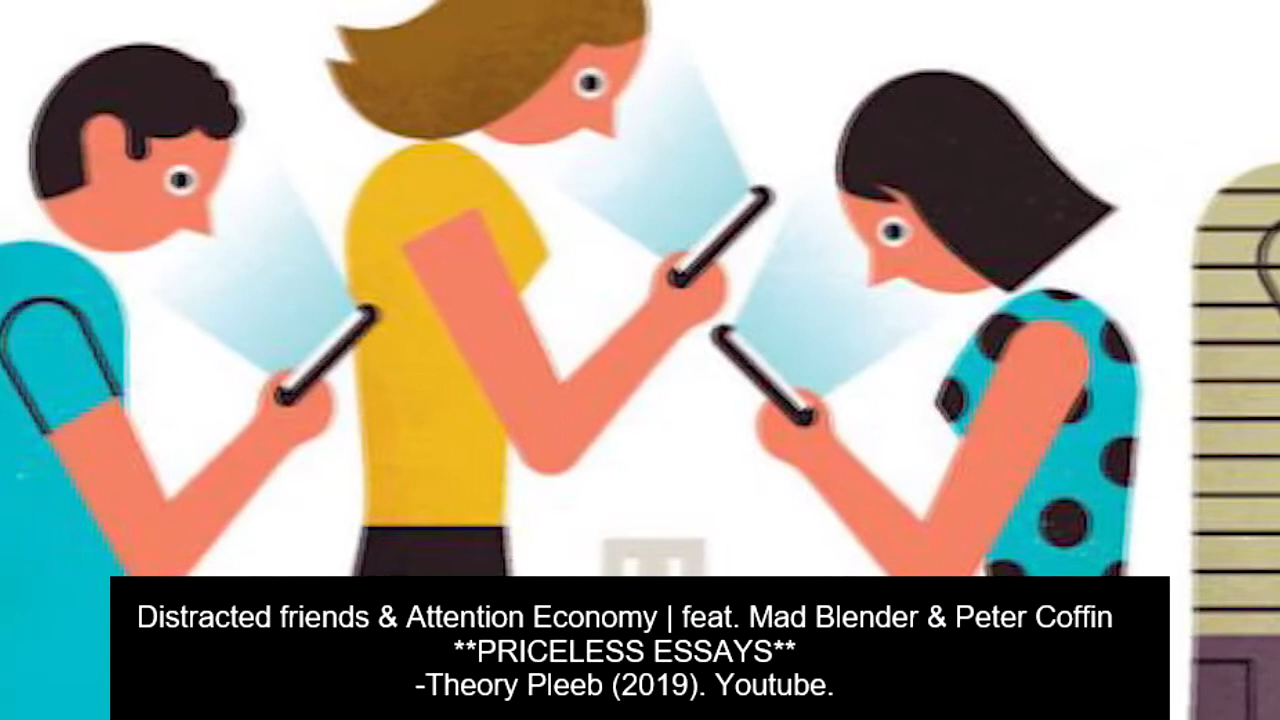 Distracted friends & Attention Economy | feat. Mad Blender & Peter Coffin
**PRICELESS ESSAYS**
-Theory Pleeb (2019). Youtube.